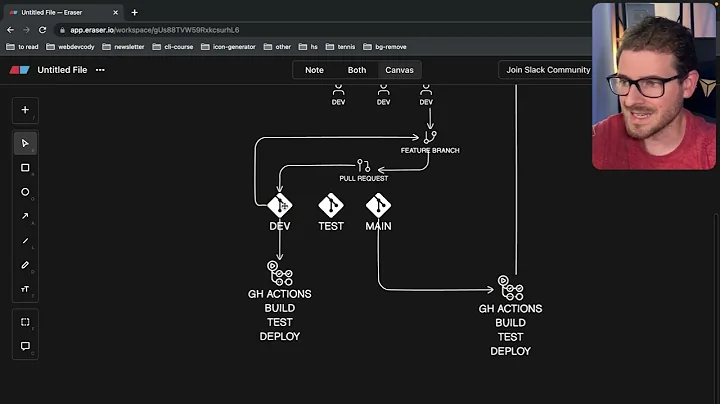 Untitled File - Eraser
app.eraser.io/workspace/gUs88TVW59RxkcsurhL6
to read
webdevcody
newsletter
cli-course
icon-generator
other
hs
tennis
bg-remove
Untitled File
Note
Both
Canvas
Join Slack Community
DEV
DEV
DEV
FEATURE BRANCH
PULL REQUEST
DEV
TEST
MAIN
GH ACTIONS
BUILD
TEST
DEPLOY
GH ACTIONS
BUILD
TEST
DEPLOY